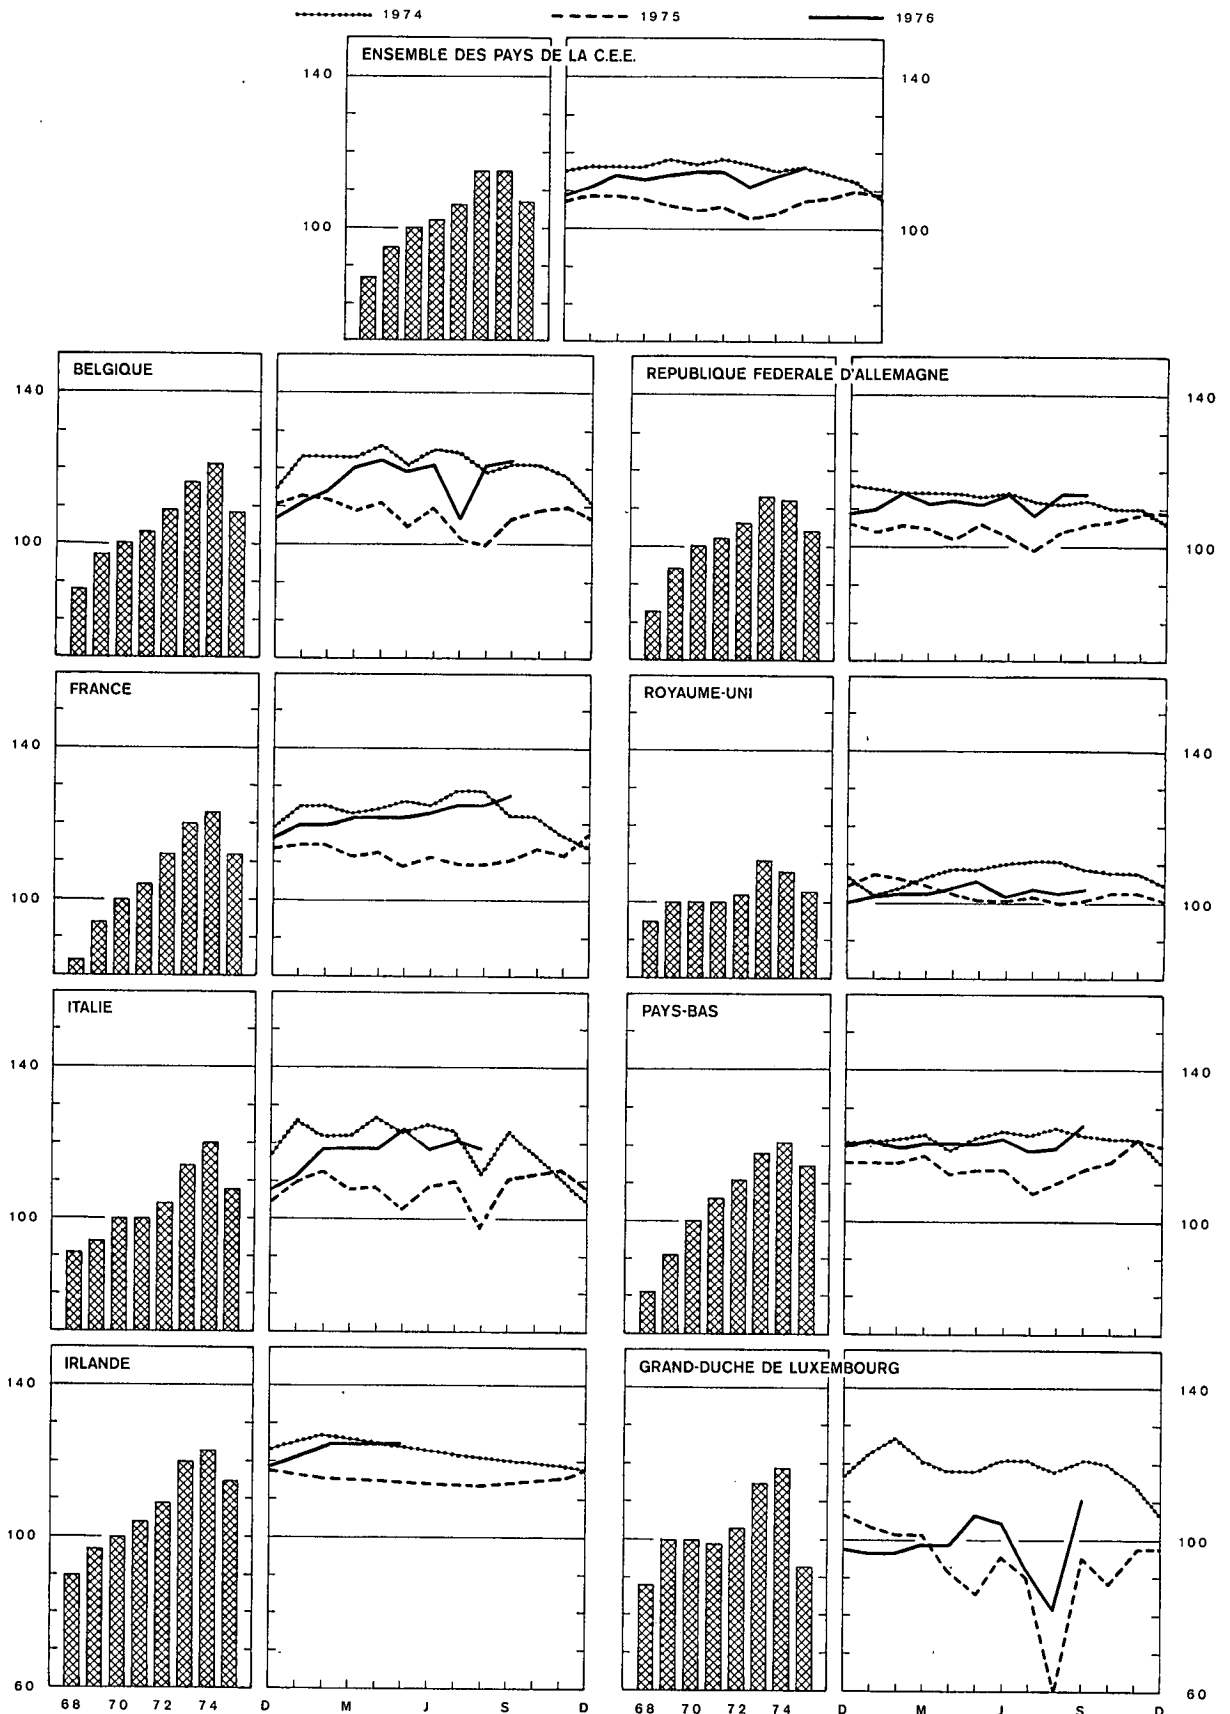 1974 1975 1976
ENSEMBLE DES PAYS DE LA C.E.E.
140 140
100 100
BELGIQUE REPUBLIQUE FEDERALE D'ALLEMAGNE
140 140
100 100
FRANCE ROYAUME-UNI
140 140
100 100
ITALIE PAYS-BAS
140 140
100 100
IRLANDE GRAND-DUCHE DE LUXEMBOURG
140 140
100 100
60 60
68 70 72 74 D M J S D 68 70 72 74 D M J S D